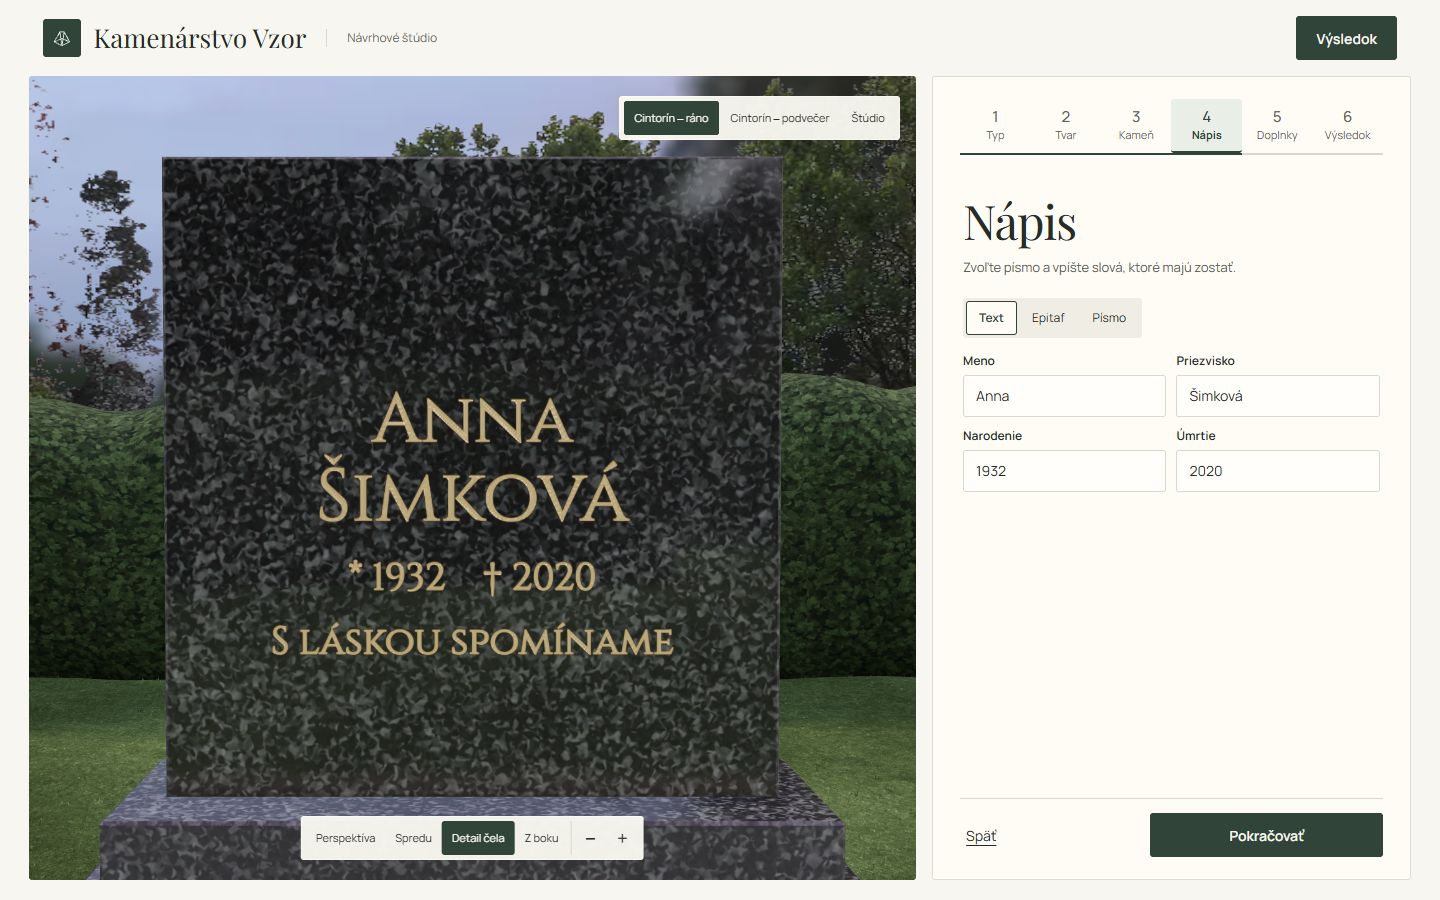 Kamenárstvo Vzor
Návrhové štúdio
Výsledok
Cintorín – ráno
Cintorín – podvečer
Štúdio
Anna
Šimková
* 1932 † 2020
S láskou spomíname
Perspektíva
Spredu
Detail čela
Z boku
− +
1 2 3 4 5 6
Typ Tvar Kameň Nápis Doplnky Výsledok
Nápis
Zvoľte písmo a vpíšte slová, ktoré majú zostať.
Text Epitaf Písmo
Meno Priezvisko
Anna Šimková
Narodenie Úmrtie
1932 2020
Späť
Pokračovať